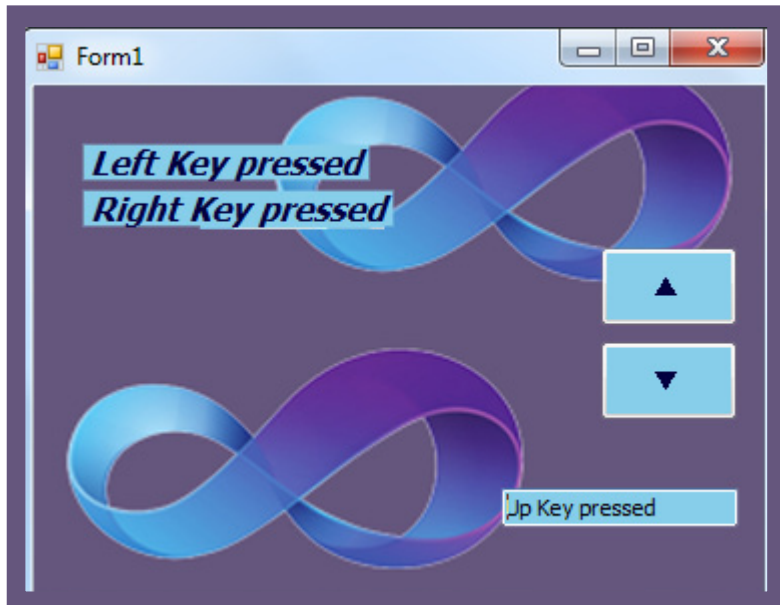 Form1
Left Key pressed
Right Key pressed
▲
▼
Up Key pressed